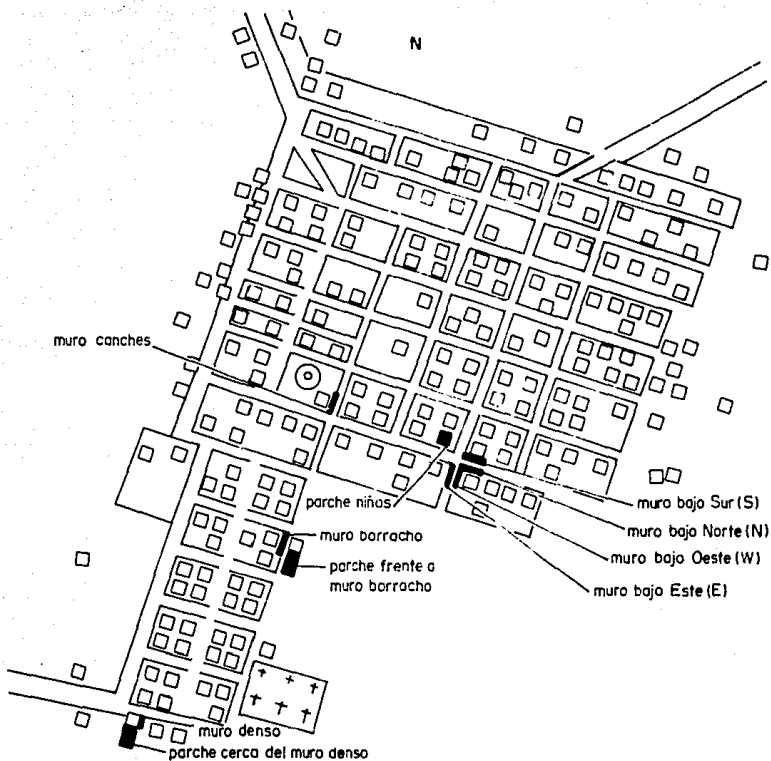 N
muro canches
parche niños
muro borracho
parche frente a
muro borracho
muro bajo Sur (S)
muro bajo Norte (N)
muro bajo Oeste (W)
muro bajo Este (E)
muro denso
parche cerca del muro denso